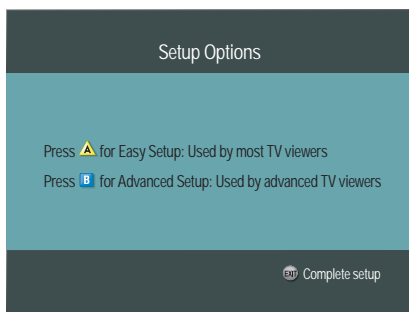 Setup Options
Press A for Easy Setup: Used by most TV viewers
Press B for Advanced Setup: Used by advanced TV viewers
EXIT Complete setup